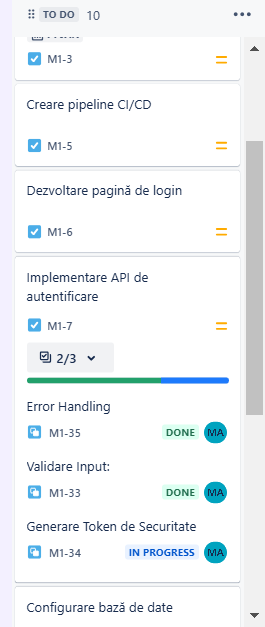 TO DO 10
M1-3
Creare pipeline CI/CD
M1-5
Dezvoltare pagină de login
M1-6
Implementare API de
autentificare
M1-7
2/3
Error Handling
M1-35 DONE MA
Validare Input:
M1-33 DONE MA
Generare Token de Securitate
M1-34 IN PROGRESS MA
Configurare bază de date